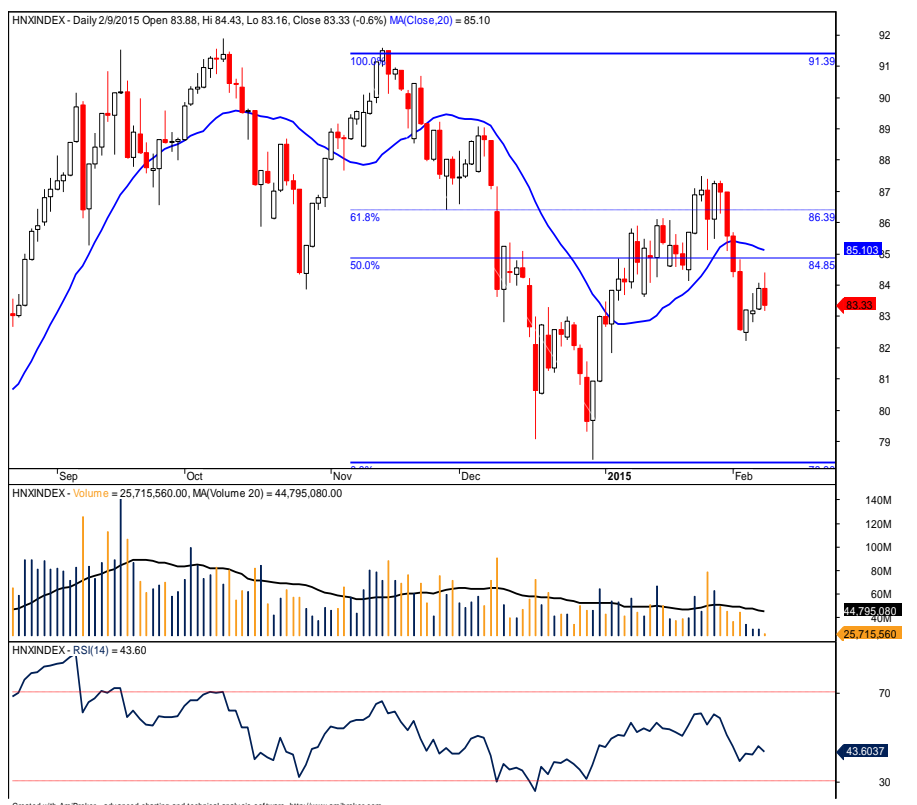 HNXINDEX - Daily 2/9/2015 Open 83.88, Hi 84.43, Lo 83.16, Close 83.33 (-0.6%) MA(Close,20) = 85.10
92
91
90
89
88
87
86
85
84
83
82
81
80
79
100.0%
91.39
61.8%
86.39
50.0%
84.85
85.103
83.33
Sep
Oct
Nov
Dec
2015
Feb
HNXINDEX - Volume = 25,715,560.00, MA(Volume 20) = 44,795,080.00
140M
120M
100M
80M
60M
40M
44,795,080
25,715,560
HNXINDEX - RSI(14) = 43.60
70
43.6037
30